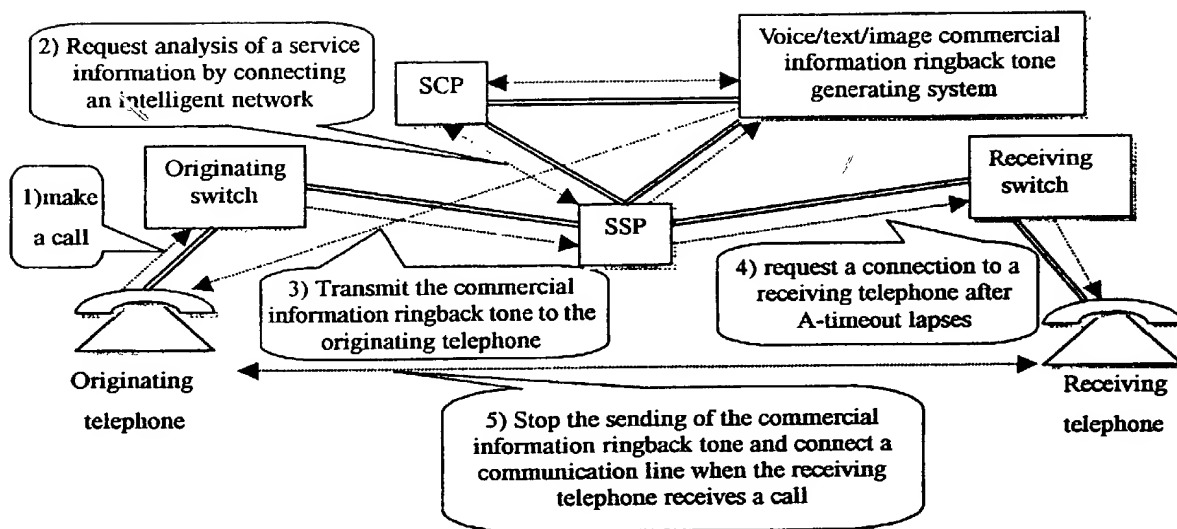 2) Request analysis of a service
information by connecting
an intelligent network
SCP
Voice/text/image commercial
information ringback tone
generating system
1)make
a call
Originating
switch
SSP
Receiving
switch
3) Transmit the commercial
information ringback tone to the
originating telephone
4) request a connection to a
receiving telephone after
A-timeout lapses
Originating
telephone
Receiving
telephone
5) Stop the sending of the commercial
information ringback tone and connect a
communication line when the receiving
telephone receives a call